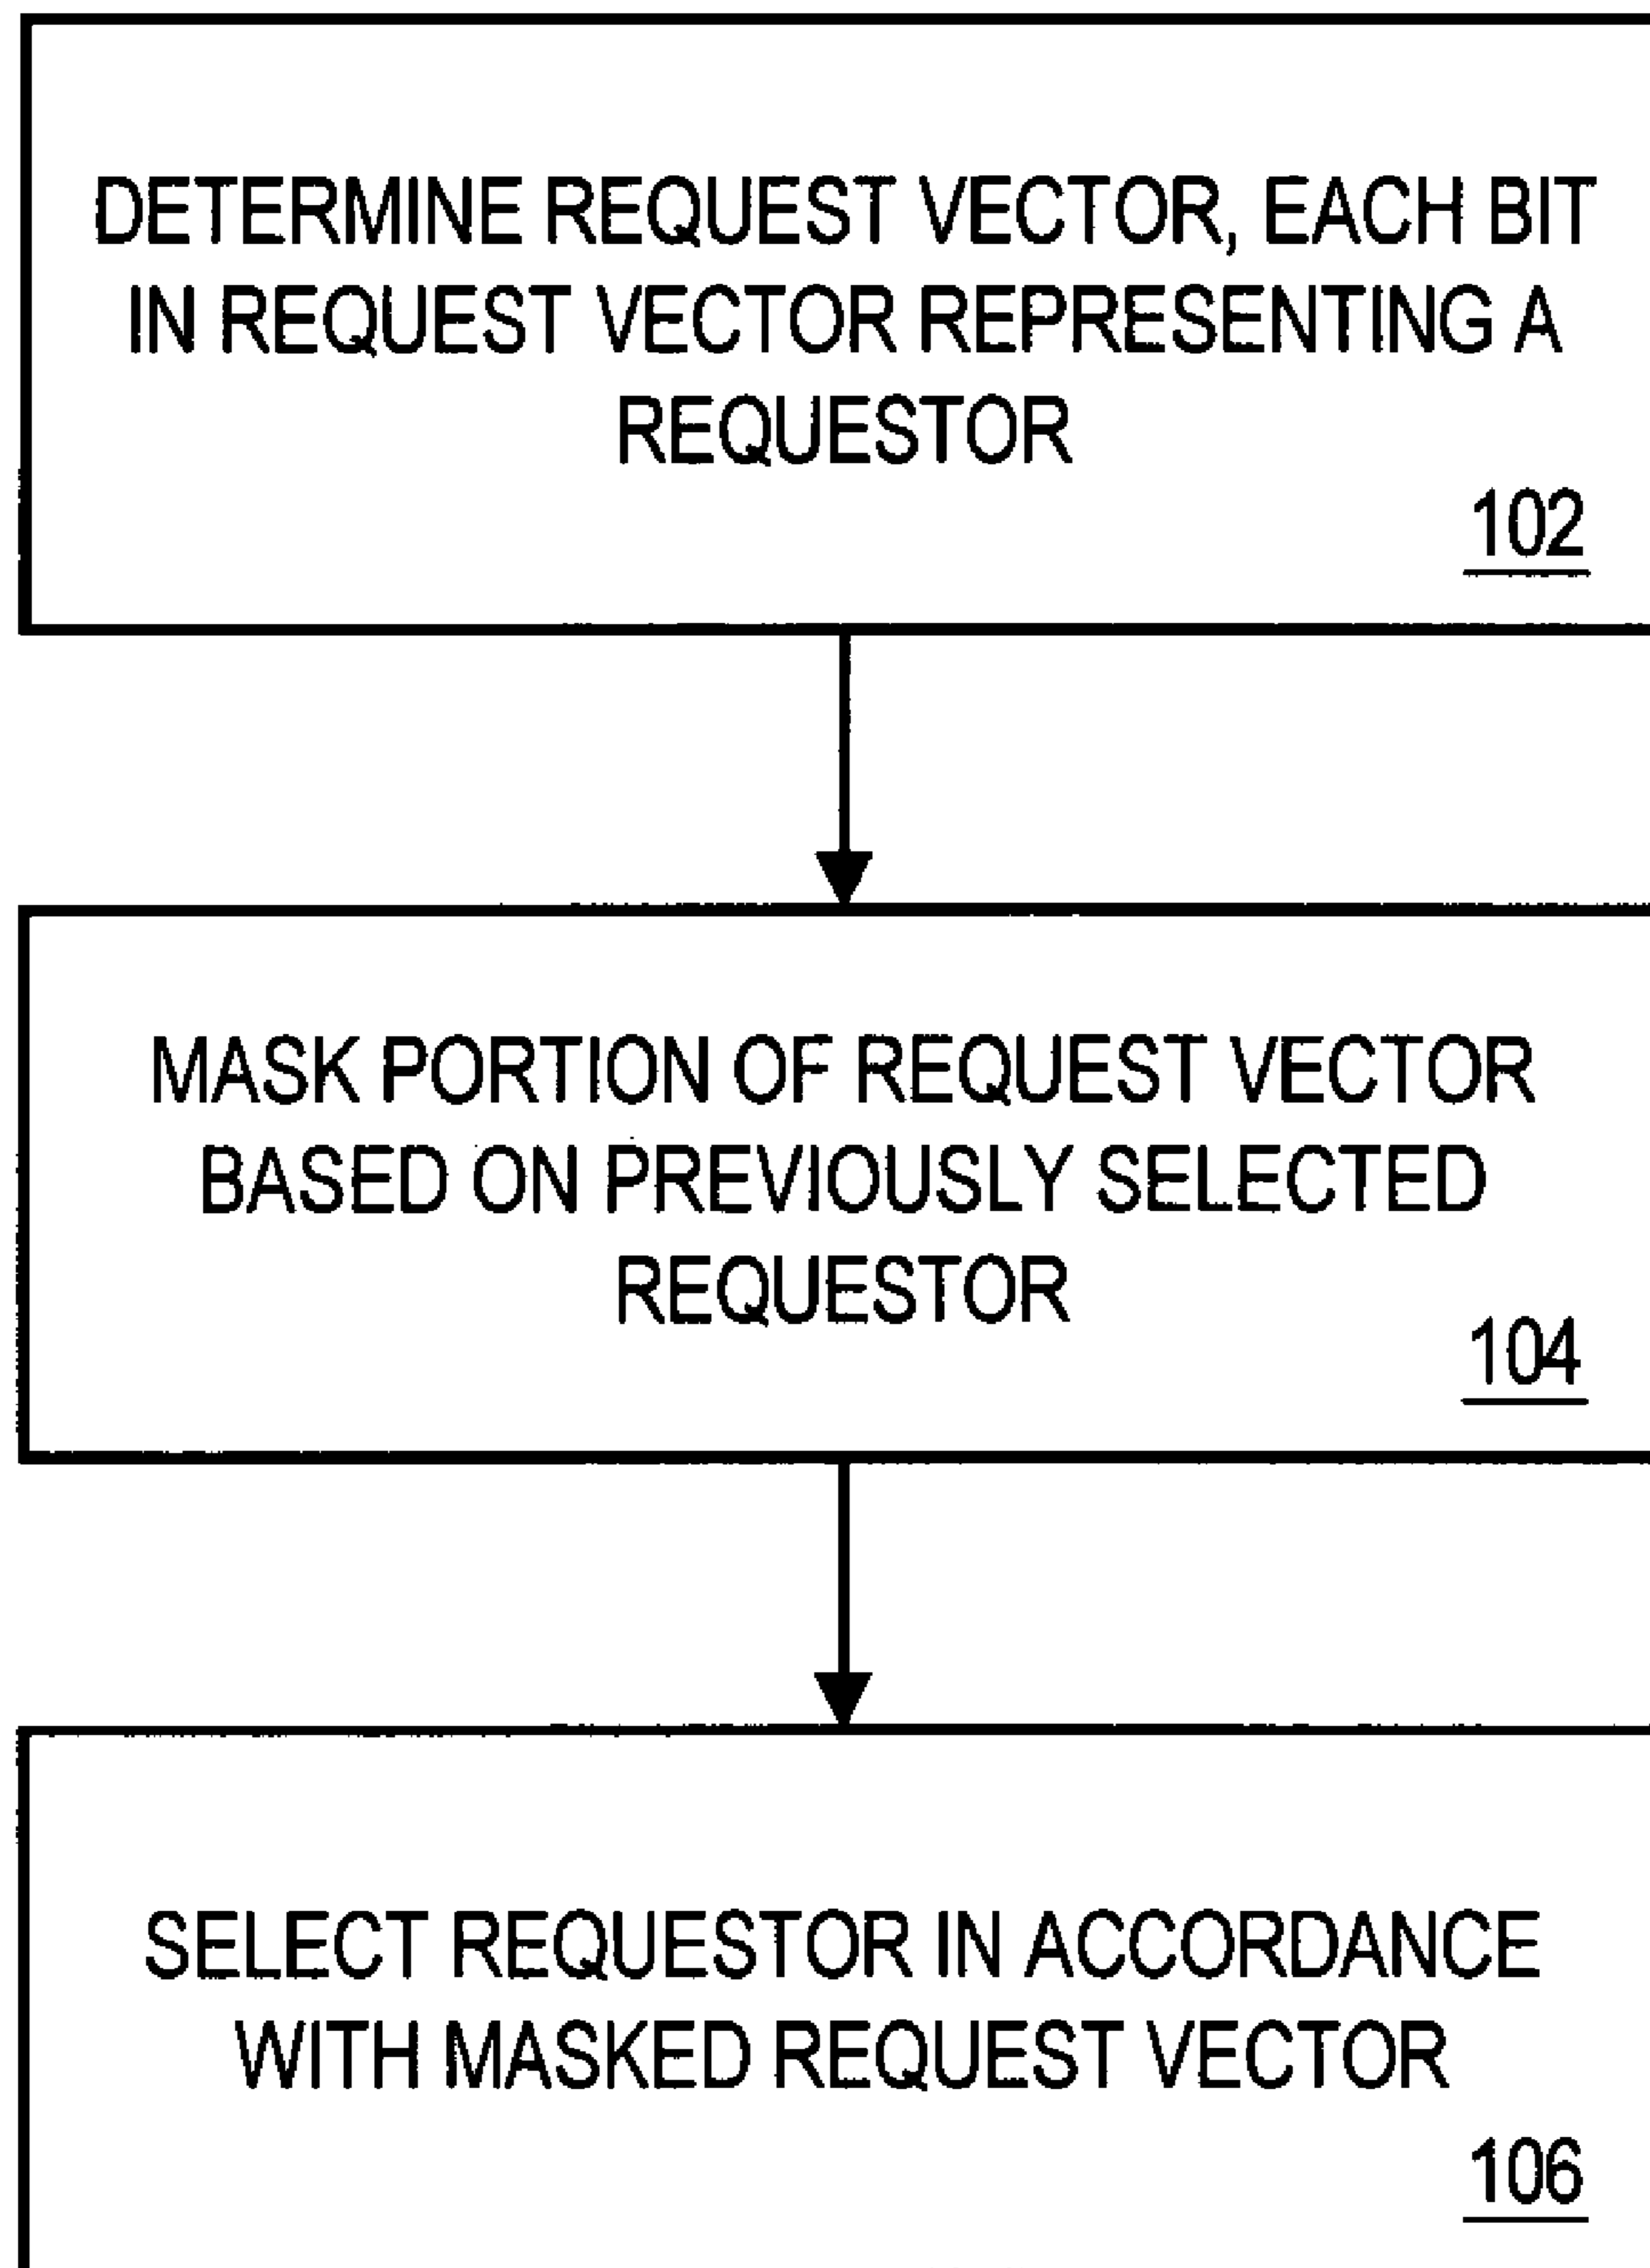 DETERMINE REQUEST VECTOR, EACH BIT
IN REQUEST VECTOR REPRESENTING A
REQUESTOR
102
MASK PORTION OF REQUEST VECTOR
BASED ON PREVIOUSLY SELECTED
REQUESTOR
104
SELECT REQUESTOR IN ACCORDANCE
WITH MASKED REQUEST VECTOR
106